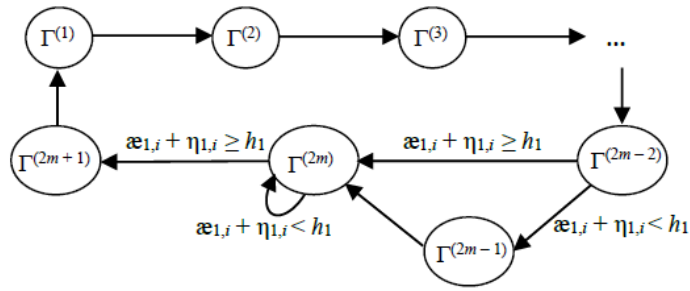 Γ(1) Γ(2) Γ(3) ...
æ1,i + η1,i ≥ h1 æ1,i + η1,i ≥ h1
Γ(2m + 1) Γ(2m) Γ(2m – 2)
æ1,i + η1,i < h1 æ1,i + η1,i < h1
Γ(2m – 1)